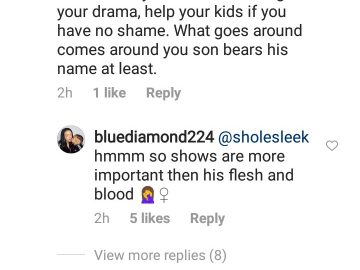 your drama, help your kids if you
have no shame. What goes around
comes around you son bears his
name at least.
2h 1 like Reply
bluediamond224 @sholesleek
hmmm so shows are more
important then his flesh and
blood 🤦♀
2h 5 likes Reply
View more replies (8)